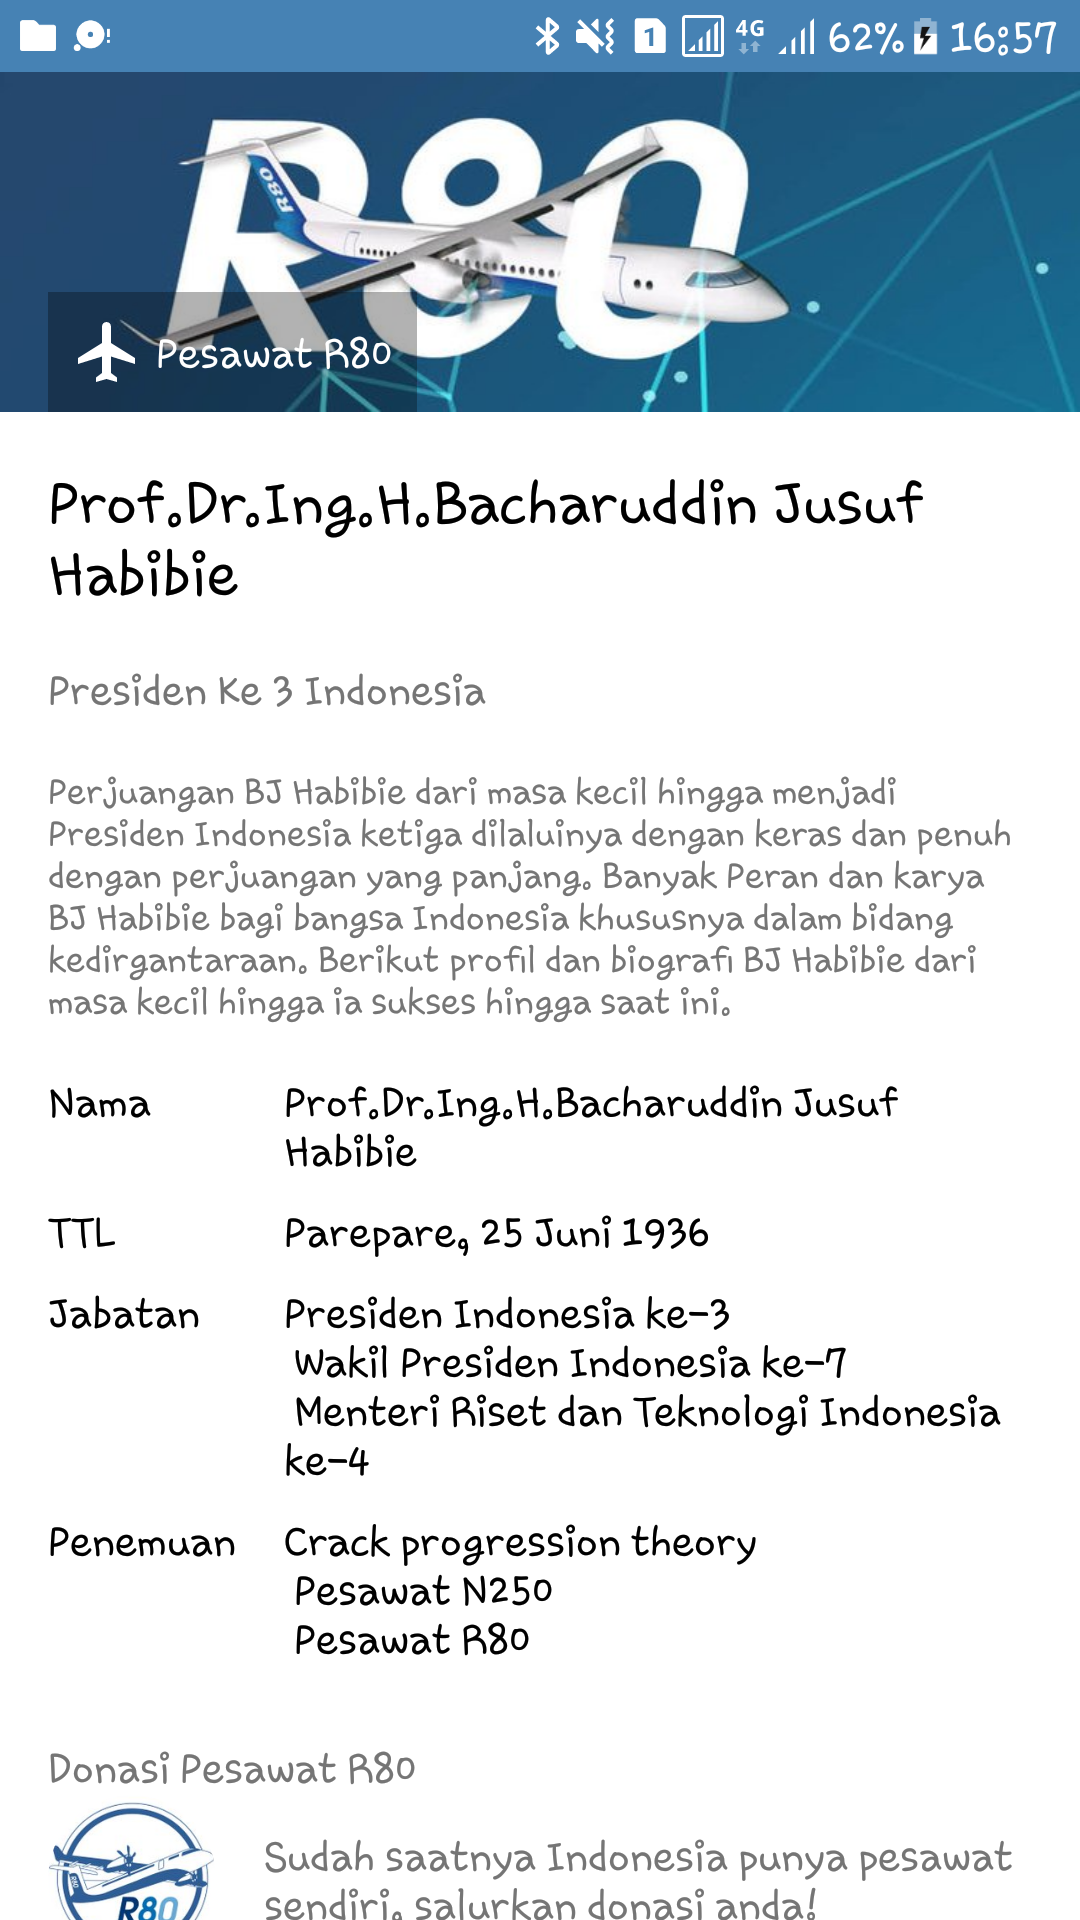 1 4G 62% 16:57
R80
R80
Pesawat R80
Prof.Dr.Ing.H.Bacharuddin Jusuf
Habibie
Presiden Ke 3 Indonesia
Perjuangan BJ Habibie dari masa kecil hingga menjadi
Presiden Indonesia ketiga dilaluinya dengan keras dan penuh
dengan perjuangan yang panjang. Banyak Peran dan karya
BJ Habibie bagi bangsa Indonesia khususnya dalam bidang
kedirgantaraan. Berikut profil dan biografi BJ Habibie dari
masa kecil hingga ia sukses hingga saat ini.
Nama Prof.Dr.Ing.H.Bacharuddin Jusuf
Habibie
TTL Parepare, 25 Juni 1936
Jabatan Presiden Indonesia ke-3
Wakil Presiden Indonesia ke-7
Menteri Riset dan Teknologi Indonesia
ke-4
Penemuan Crack progression theory
Pesawat N250
Pesawat R80
Donasi Pesawat R80
R80
Sudah saatnya Indonesia punya pesawat
sendiri. salurkan donasi anda!